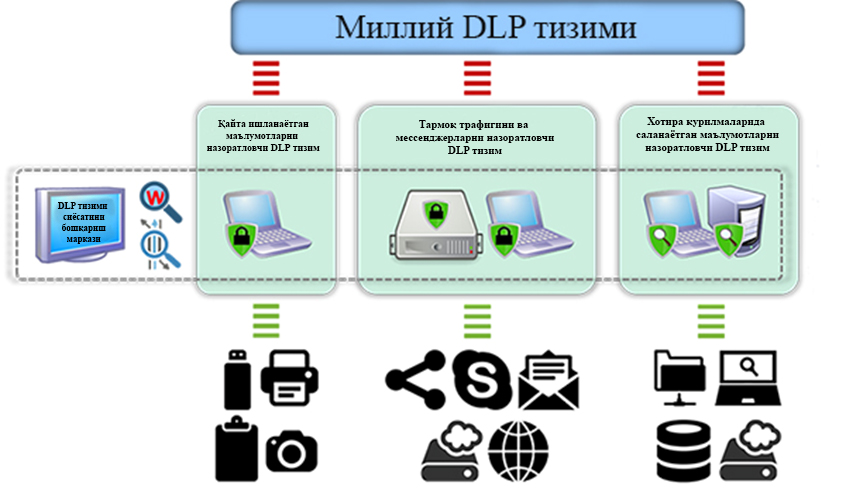 Миллий DLP тизими
Қайта ишланаётган
маълумотларни
назоратловчи DLP тизим
Тармоқ трафигини ва
мессенджерларни назоратловчи
DLP тизим
Хотира қурилмаларида
саланаётган маълумотларни
назоратловчи DLP тизим
DLP тизими
сиёсатини
бошқариш
маркази
W
S